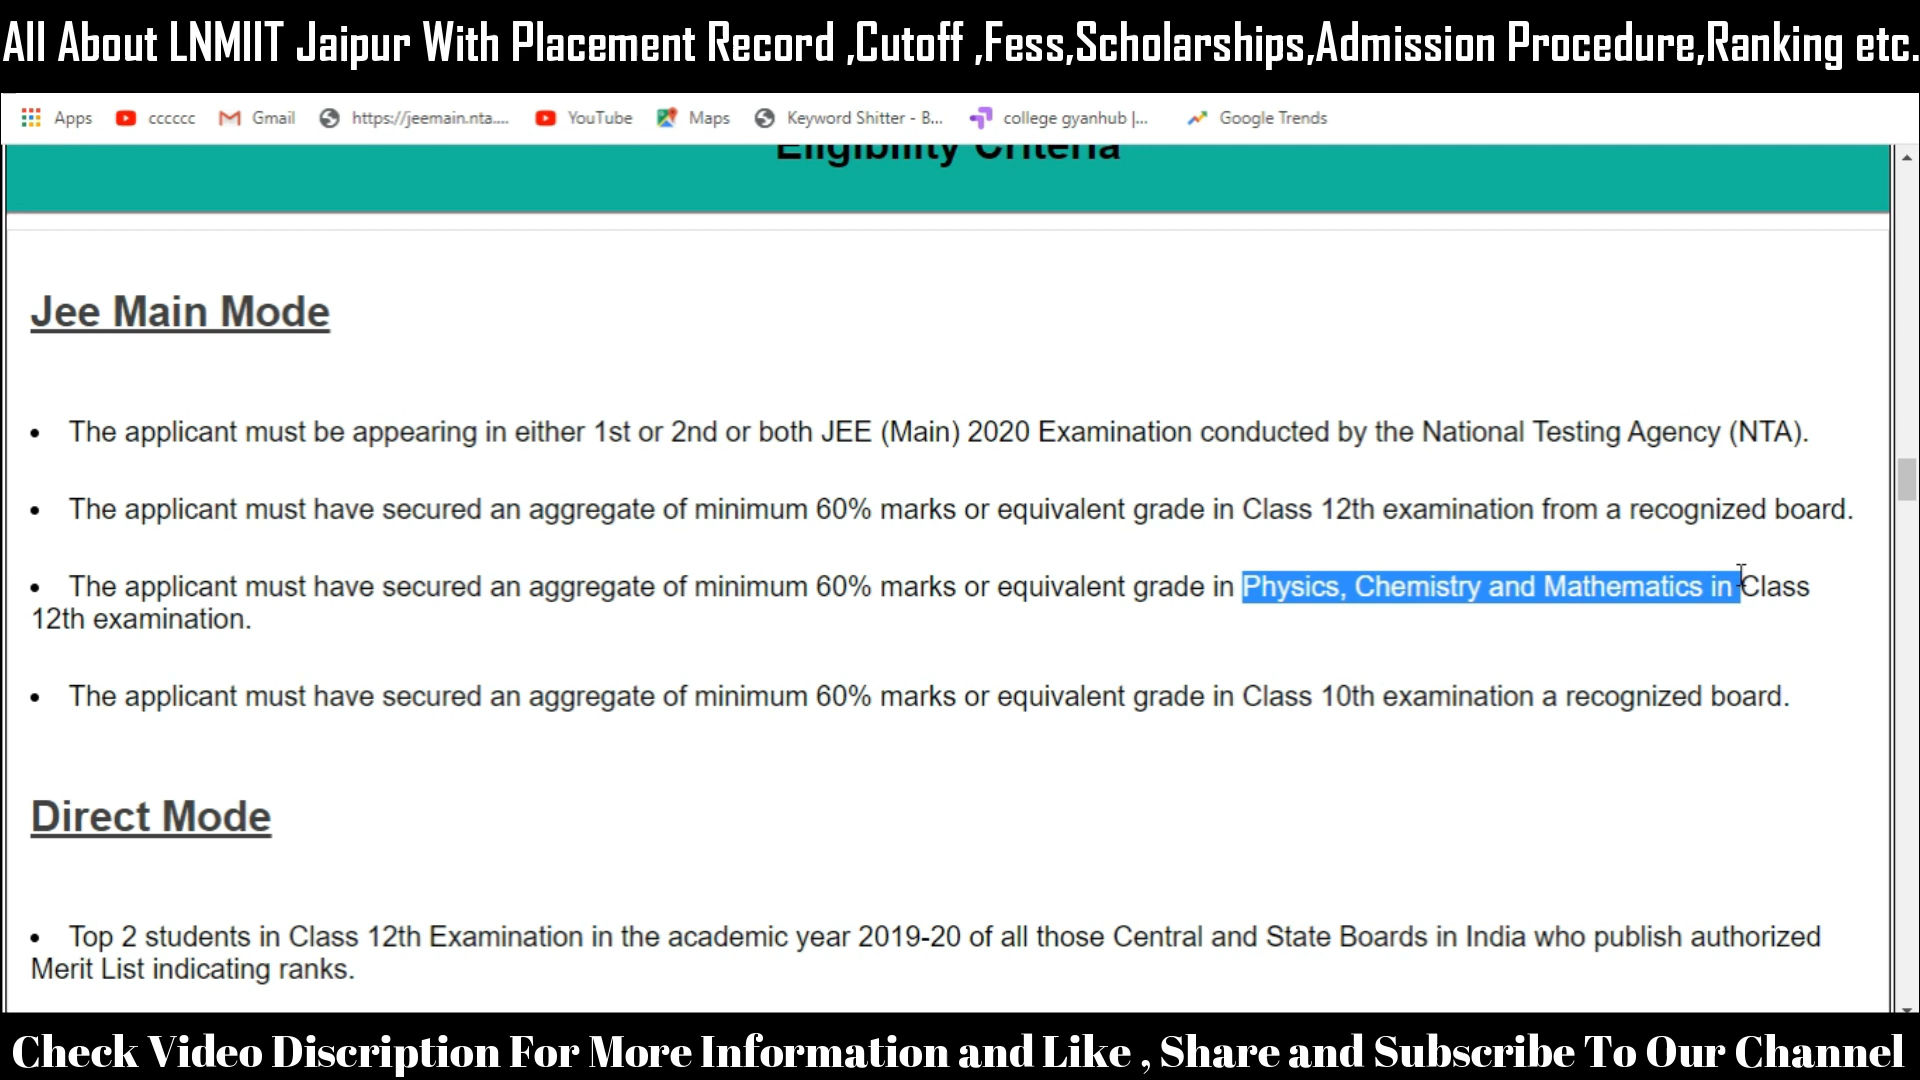 All About LNMIIT Jaipur With Placement Record ,Cutoff ,Fess,Scholarships,Admission Procedure,Ranking etc.
Apps cccccc Gmail https://jeemain.nta.... YouTube Maps Keyword Shitter - B... college gyanhub |... Google Trends
Eligibility Criteria
Jee Main Mode
• The applicant must be appearing in either 1st or 2nd or both JEE (Main) 2020 Examination conducted by the National Testing Agency (NTA).
• The applicant must have secured an aggregate of minimum 60% marks or equivalent grade in Class 12th examination from a recognized board.
• The applicant must have secured an aggregate of minimum 60% marks or equivalent grade in Physics, Chemistry and Mathematics in Class
12th examination.
• The applicant must have secured an aggregate of minimum 60% marks or equivalent grade in Class 10th examination a recognized board.
Direct Mode
• Top 2 students in Class 12th Examination in the academic year 2019-20 of all those Central and State Boards in India who publish authorized
Merit List indicating ranks.
Check Video Discription For More Information and Like , Share and Subscribe To Our Channel